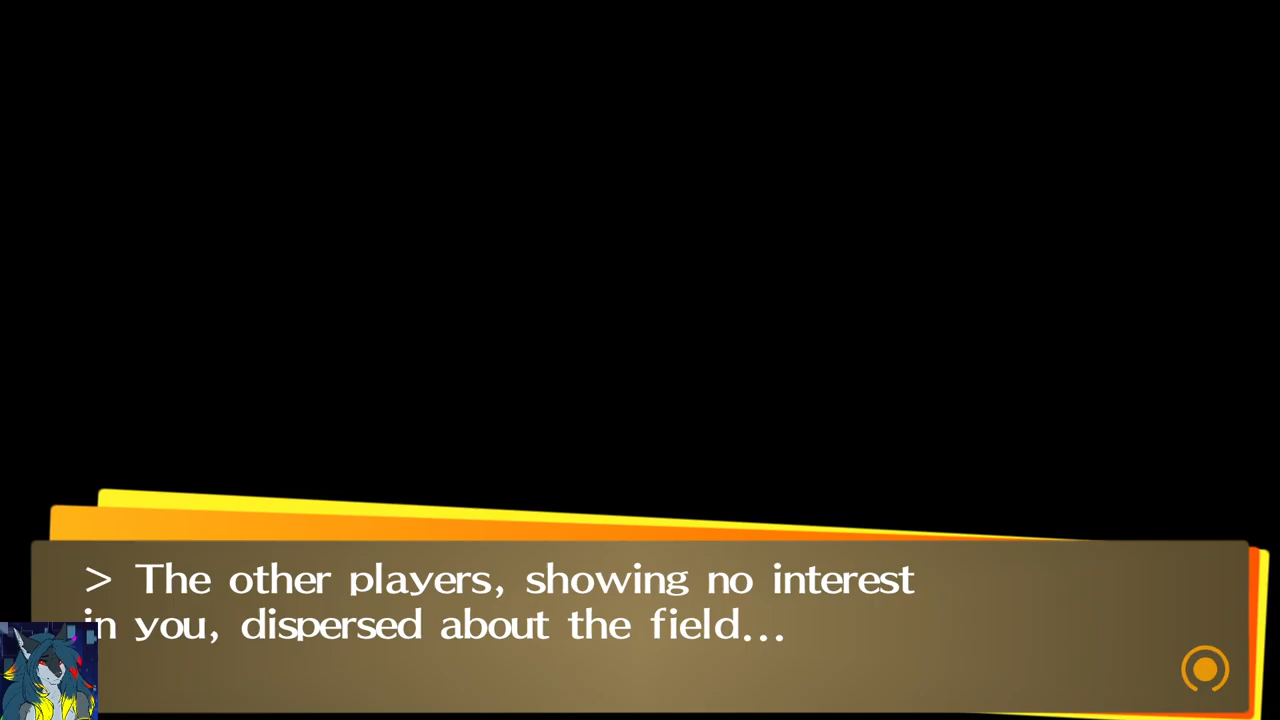 > The other players, showing no interest
in you, dispersed about the field...